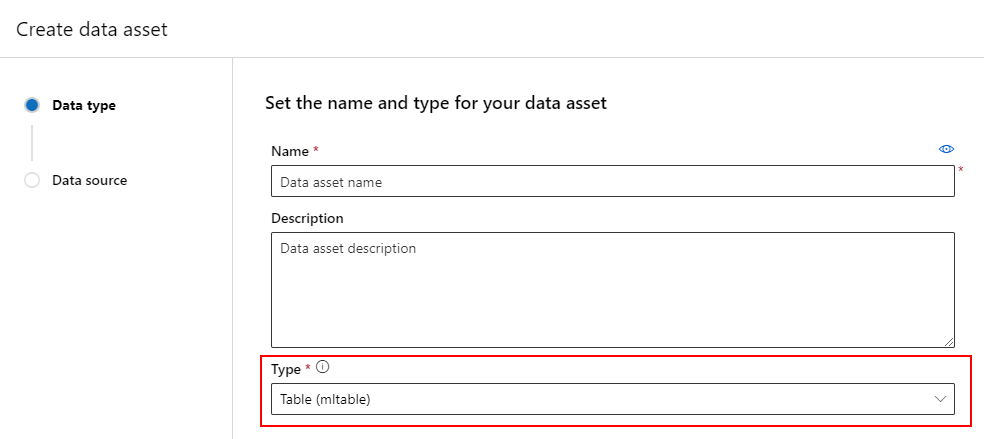 Create data asset
Data type
Data source
Set the name and type for your data asset
Name *
Data asset name
*
Description
Data asset description
Type *
Table (mltable)